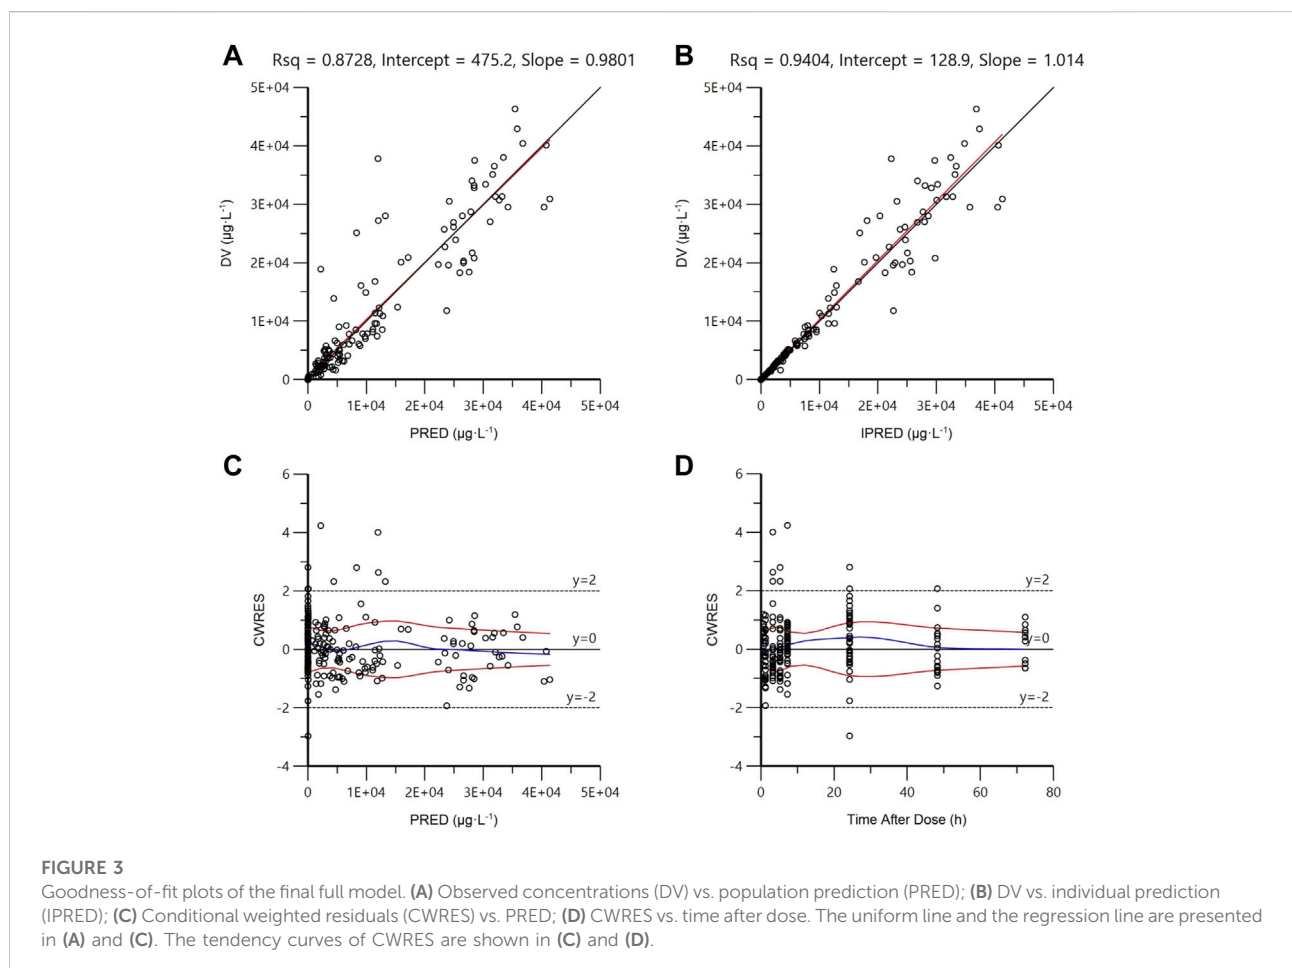 A
Rsq = 0.8728, Intercept = 475.2, Slope = 0.9801
5E+04
4E+04
3E+04
2E+04
1E+04
0
DV (µg·L⁻¹)
0 1E+04 2E+04 3E+04 4E+04 5E+04
PRED (µg·L⁻¹)
B
Rsq = 0.9404, Intercept = 128.9, Slope = 1.014
5E+04
4E+04
3E+04
2E+04
1E+04
0
DV (µg·L⁻¹)
0 1E+04 2E+04 3E+04 4E+04 5E+04
IPRED (µg·L⁻¹)
C
6
4
2
0
-2
-4
CWRES
y=2
y=0
y=-2
0 1E+04 2E+04 3E+04 4E+04 5E+04
PRED (µg·L⁻¹)
D
6
4
2
0
-2
-4
CWRES
y=2
y=0
y=-2
0 20 40 60 80
Time After Dose (h)
FIGURE 3
Goodness-of-fit plots of the final full model. (A) Observed concentrations (DV) vs. population prediction (PRED); (B) DV vs. individual prediction
(IPRED); (C) Conditional weighted residuals (CWRES) vs. PRED; (D) CWRES vs. time after dose. The uniform line and the regression line are presented
in (A) and (C). The tendency curves of CWRES are shown in (C) and (D).